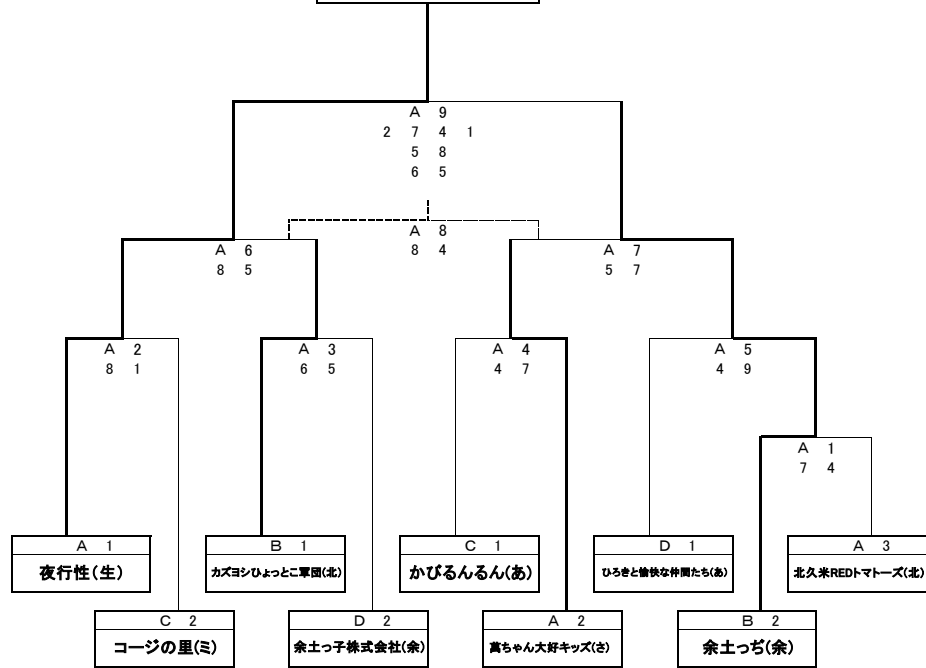 A 9
2 7 4 1
5 8
6 5
A 8
8 4
A 6
8 5
A 7
5 7
A 2
8 1
A 3
6 5
A 4
4 7
A 5
4 9
A 1
7 4
A 1
夜行性(生)
B 1
カズヨシひょっとこ軍団(北)
C 1
かびるんるん(あ)
D 1
ひろきと愉快な仲間たち(あ)
A 3
北久米REDトマトーズ(北)
C 2
コージの里(ミ)
D 2
余土っ子株式会社(余)
A 2
萬ちゃん大好キッズ(さ)
B 2
余土っぢ(余)